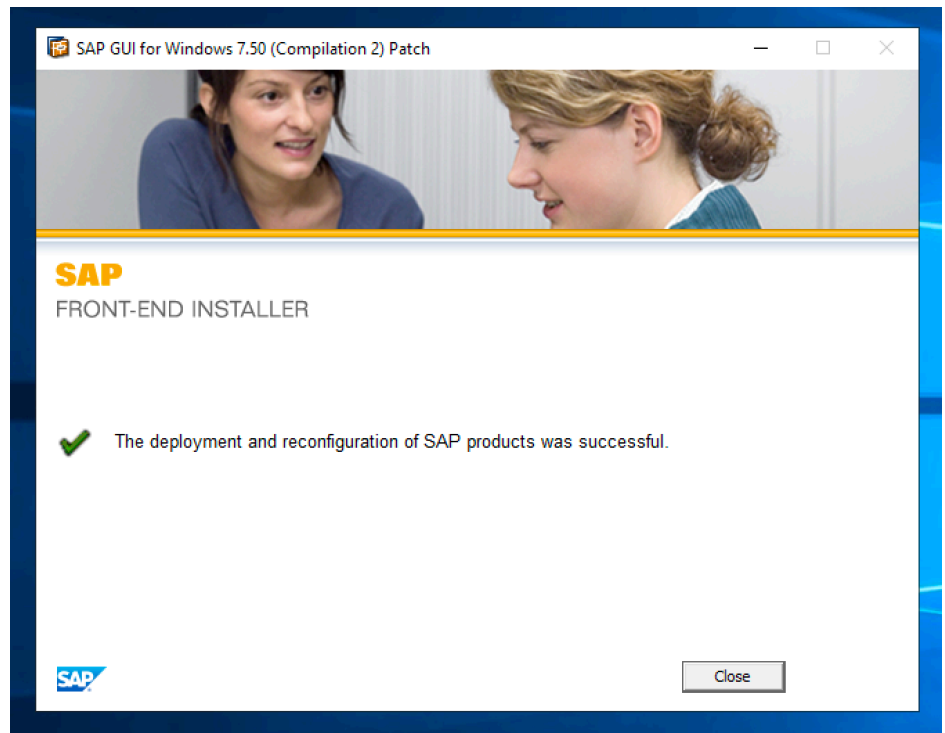 SAP GUI for Windows 7.50 (Compilation 2) Patch
SAP
FRONT-END INSTALLER
The deployment and reconfiguration of SAP products was successful.
SAP
Close